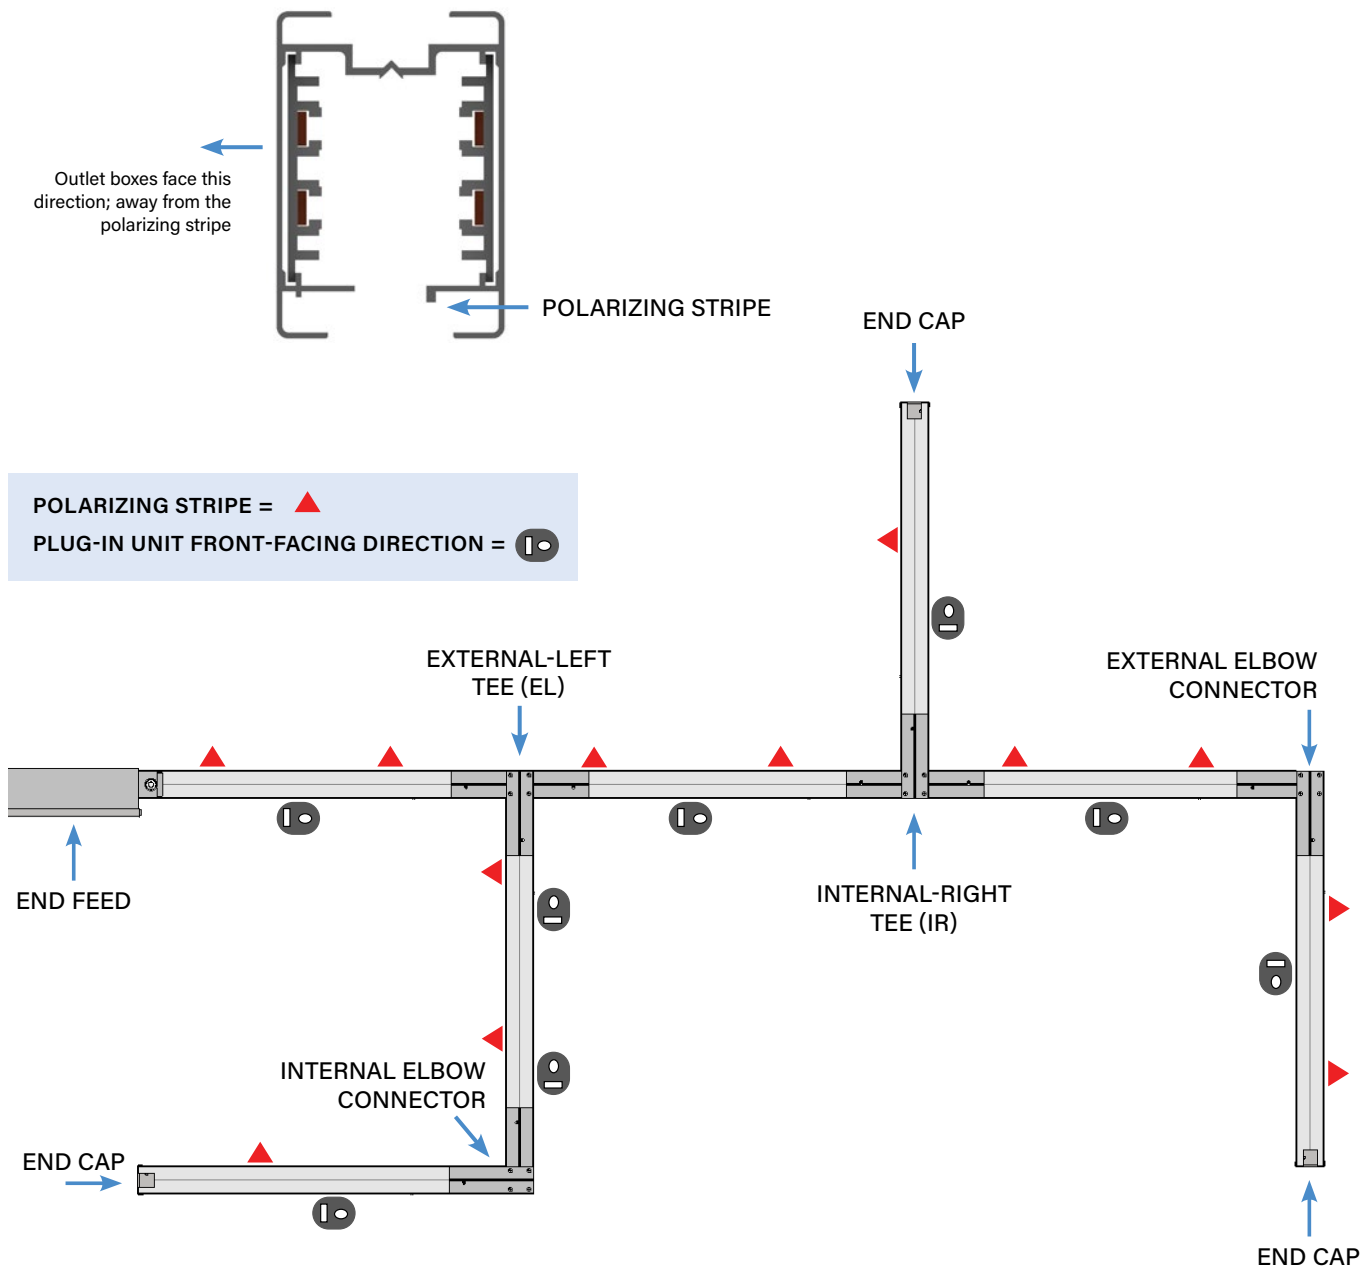 Outlet boxes face this
direction; away from the
polarizing stripe
POLARIZING STRIPE
END CAP
POLARIZING STRIPE =
PLUG-IN UNIT FRONT-FACING DIRECTION =
EXTERNAL-LEFT
TEE (EL)
EXTERNAL ELBOW
CONNECTOR
END FEED
INTERNAL-RIGHT
TEE (IR)
INTERNAL ELBOW
CONNECTOR
END CAP
END CAP